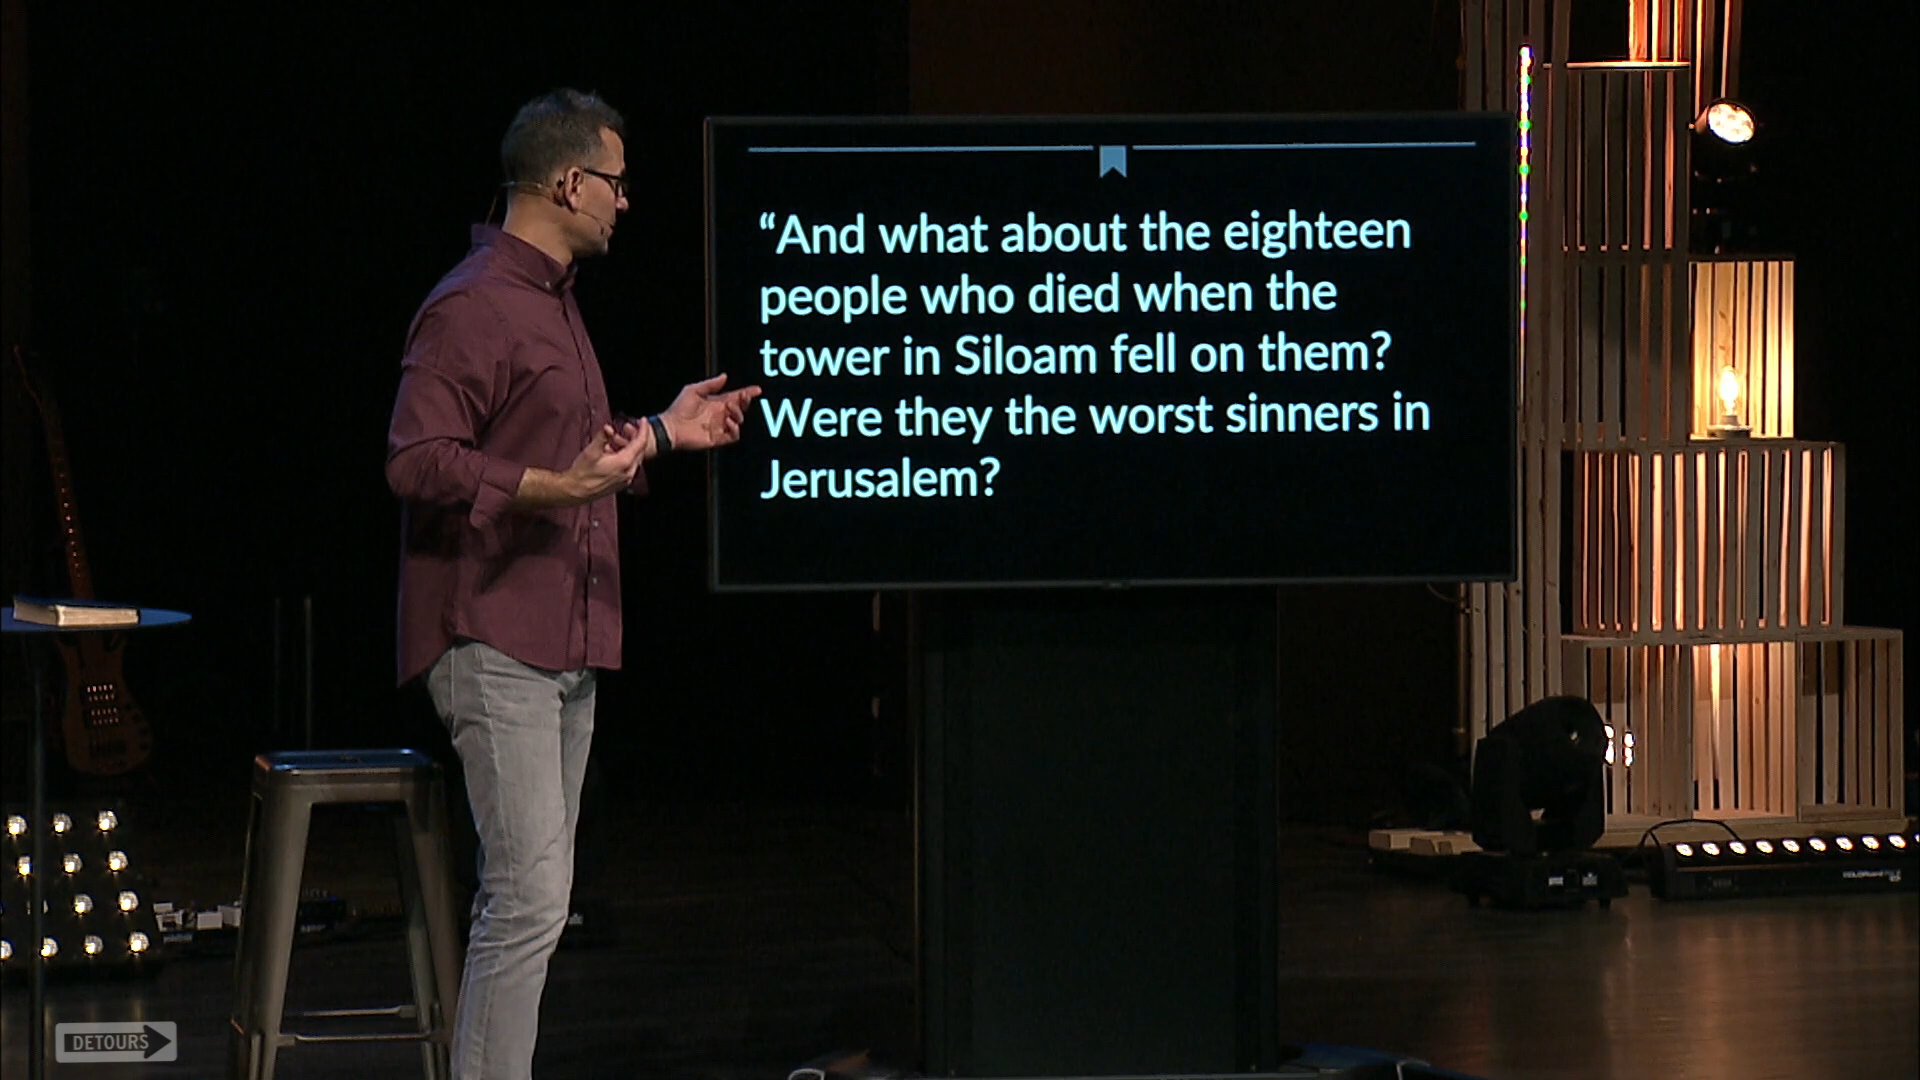 “And what about the eighteen
people who died when the
tower in Siloam fell on them?
Were they the worst sinners in
Jerusalem?
DETOURS